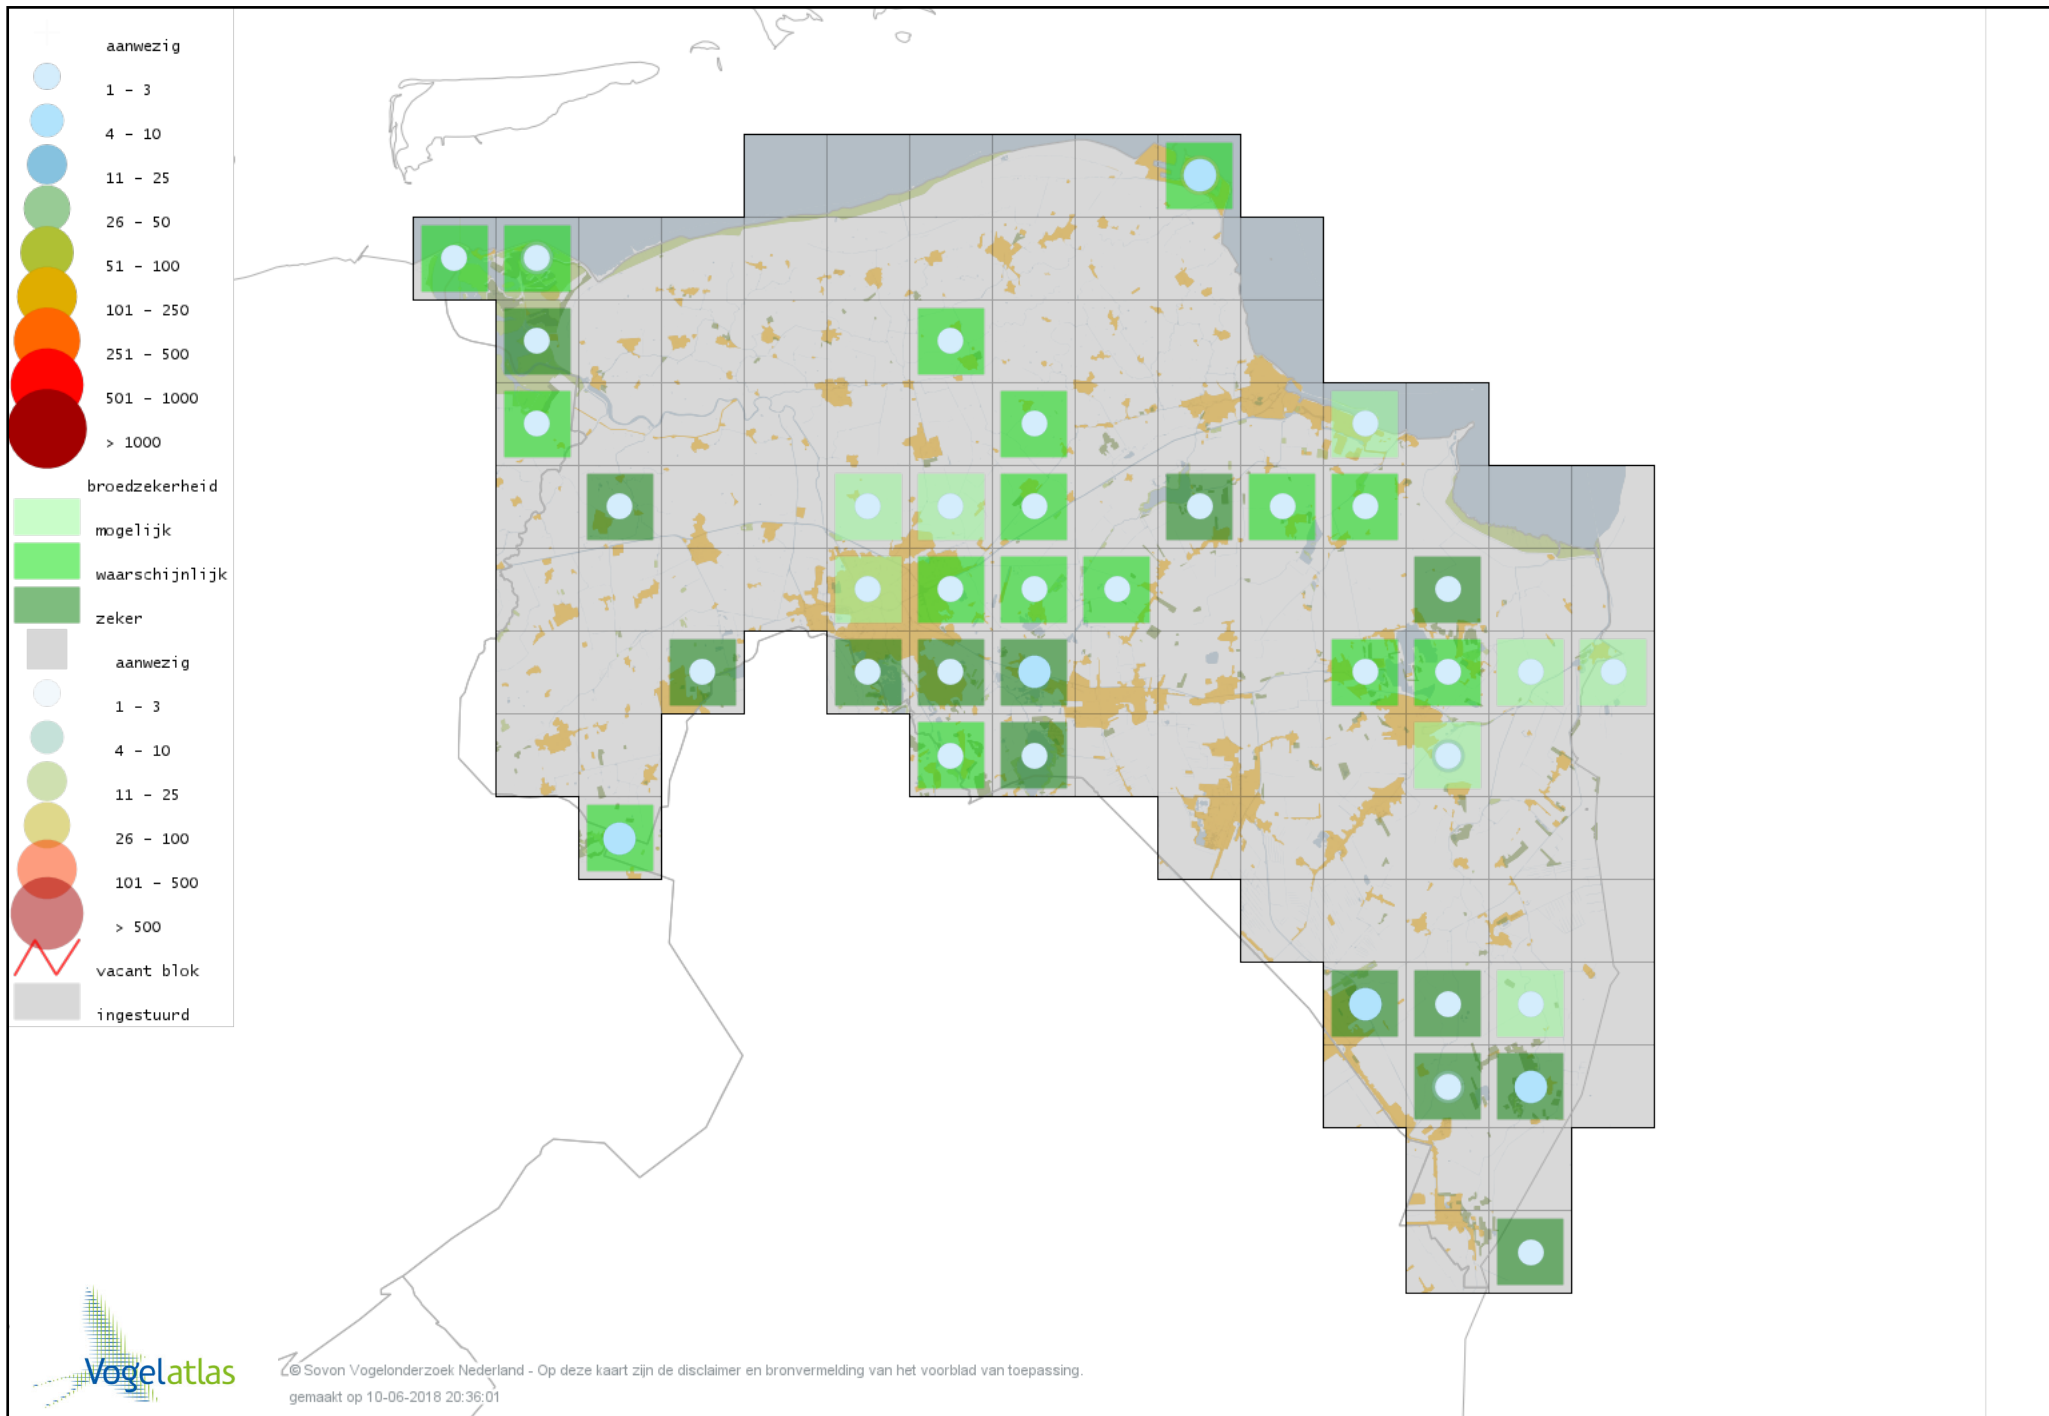 aanwezig
1 - 3
4 - 10
11 - 25
26 - 50
51 - 100
101 - 250
251 - 500
501 - 1000
> 1000
broedzekerheid
mogelijk
waarschijnlijk
zeker
aanwezig
1 - 3
4 - 10
11 - 25
26 - 100
101 - 500
> 500
vacant blok
ingestuurd
Vogelatlas
© Sovon Vogelonderzoek Nederland - Op deze kaart zijn de disclaimer en bronvermelding van het voorblad van toepassing.
gemaakt op 10-06-2018 20:36:01